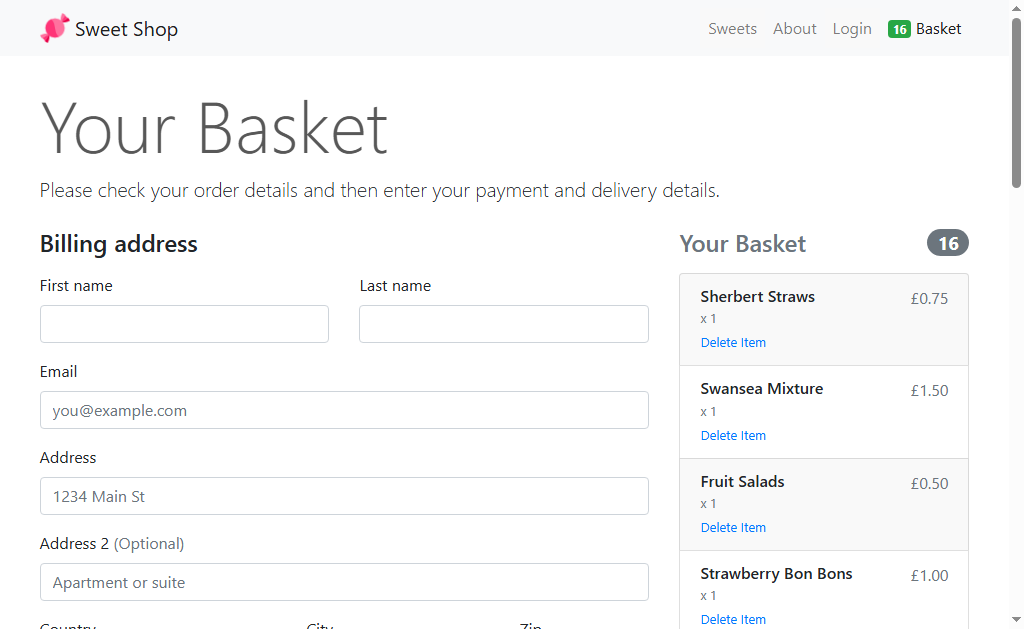 Sweet Shop
Sweets About Login 16 Basket
Your Basket
Please check your order details and then enter your payment and delivery details.
Billing address
First name Last name
Email
you@example.com
Address
1234 Main St
Address 2 (Optional)
Apartment or suite
Country City Zip
Your Basket 16
Sherbert Straws £0.75
x 1
Delete Item
Swansea Mixture £1.50
x 1
Delete Item
Fruit Salads £0.50
x 1
Delete Item
Strawberry Bon Bons £1.00
x 1
Delete Item